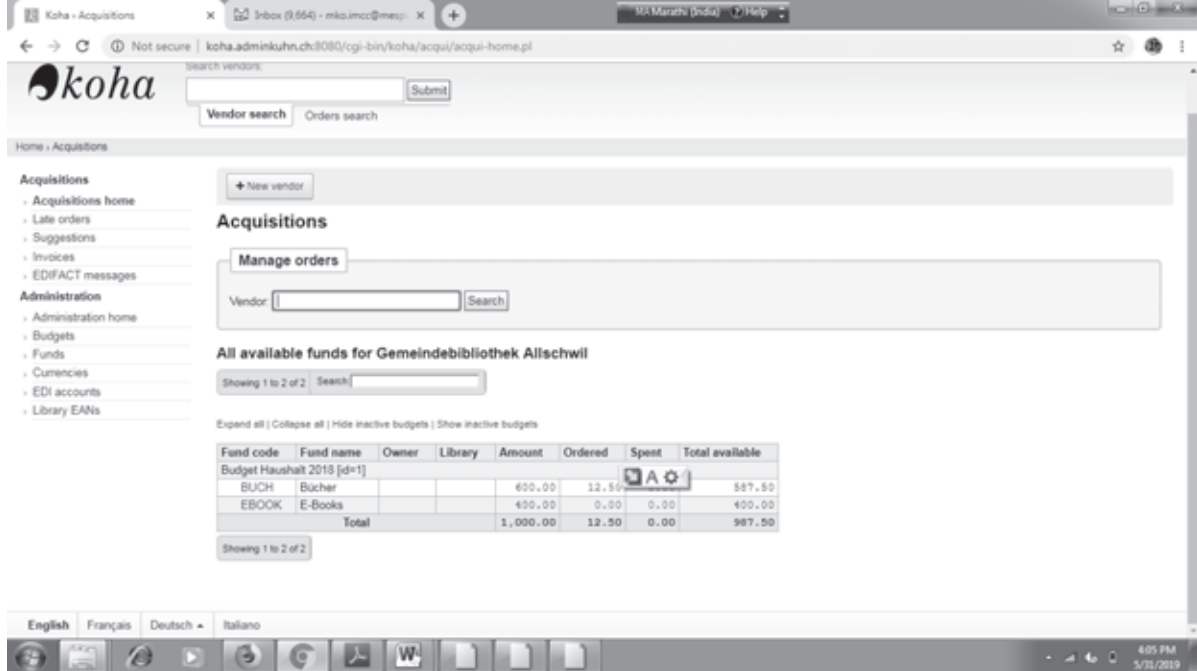 Koha › Acquisitions × Inbox (9,664) - mko.imcc@mesp × + MA Marathi (India) Help
Not secure | koha.adminkuhn.ch:8080/cgi-bin/koha/acqui/acqui-home.pl
koha
Search vendors:
Submit
Vendor search Orders search
Home › Acquisitions
Acquisitions
› Acquisitions home
› Late orders
› Suggestions
› Invoices
› EDIFACT messages
Administration
› Administration home
› Budgets
› Funds
› Currencies
› EDI accounts
› Library EANs
+ New vendor
Acquisitions
Manage orders
Vendor: Search
All available funds for Gemeindebibliothek Allschwil
Showing 1 to 2 of 2 Search:
Expand all | Collapse all | Hide inactive budgets | Show inactive budgets
Fund code Fund name Owner Library Amount Ordered Spent Total available
Budget Haushalt 2018 [id=1]
BUCH Bücher 600.00 12.50 587.50
EBOOK E-Books 400.00 0.00 0.00 400.00
Total 1,000.00 12.50 0.00 987.50
Showing 1 to 2 of 2
English Français Deutsch Italiano
4:05 PM
5/31/2019